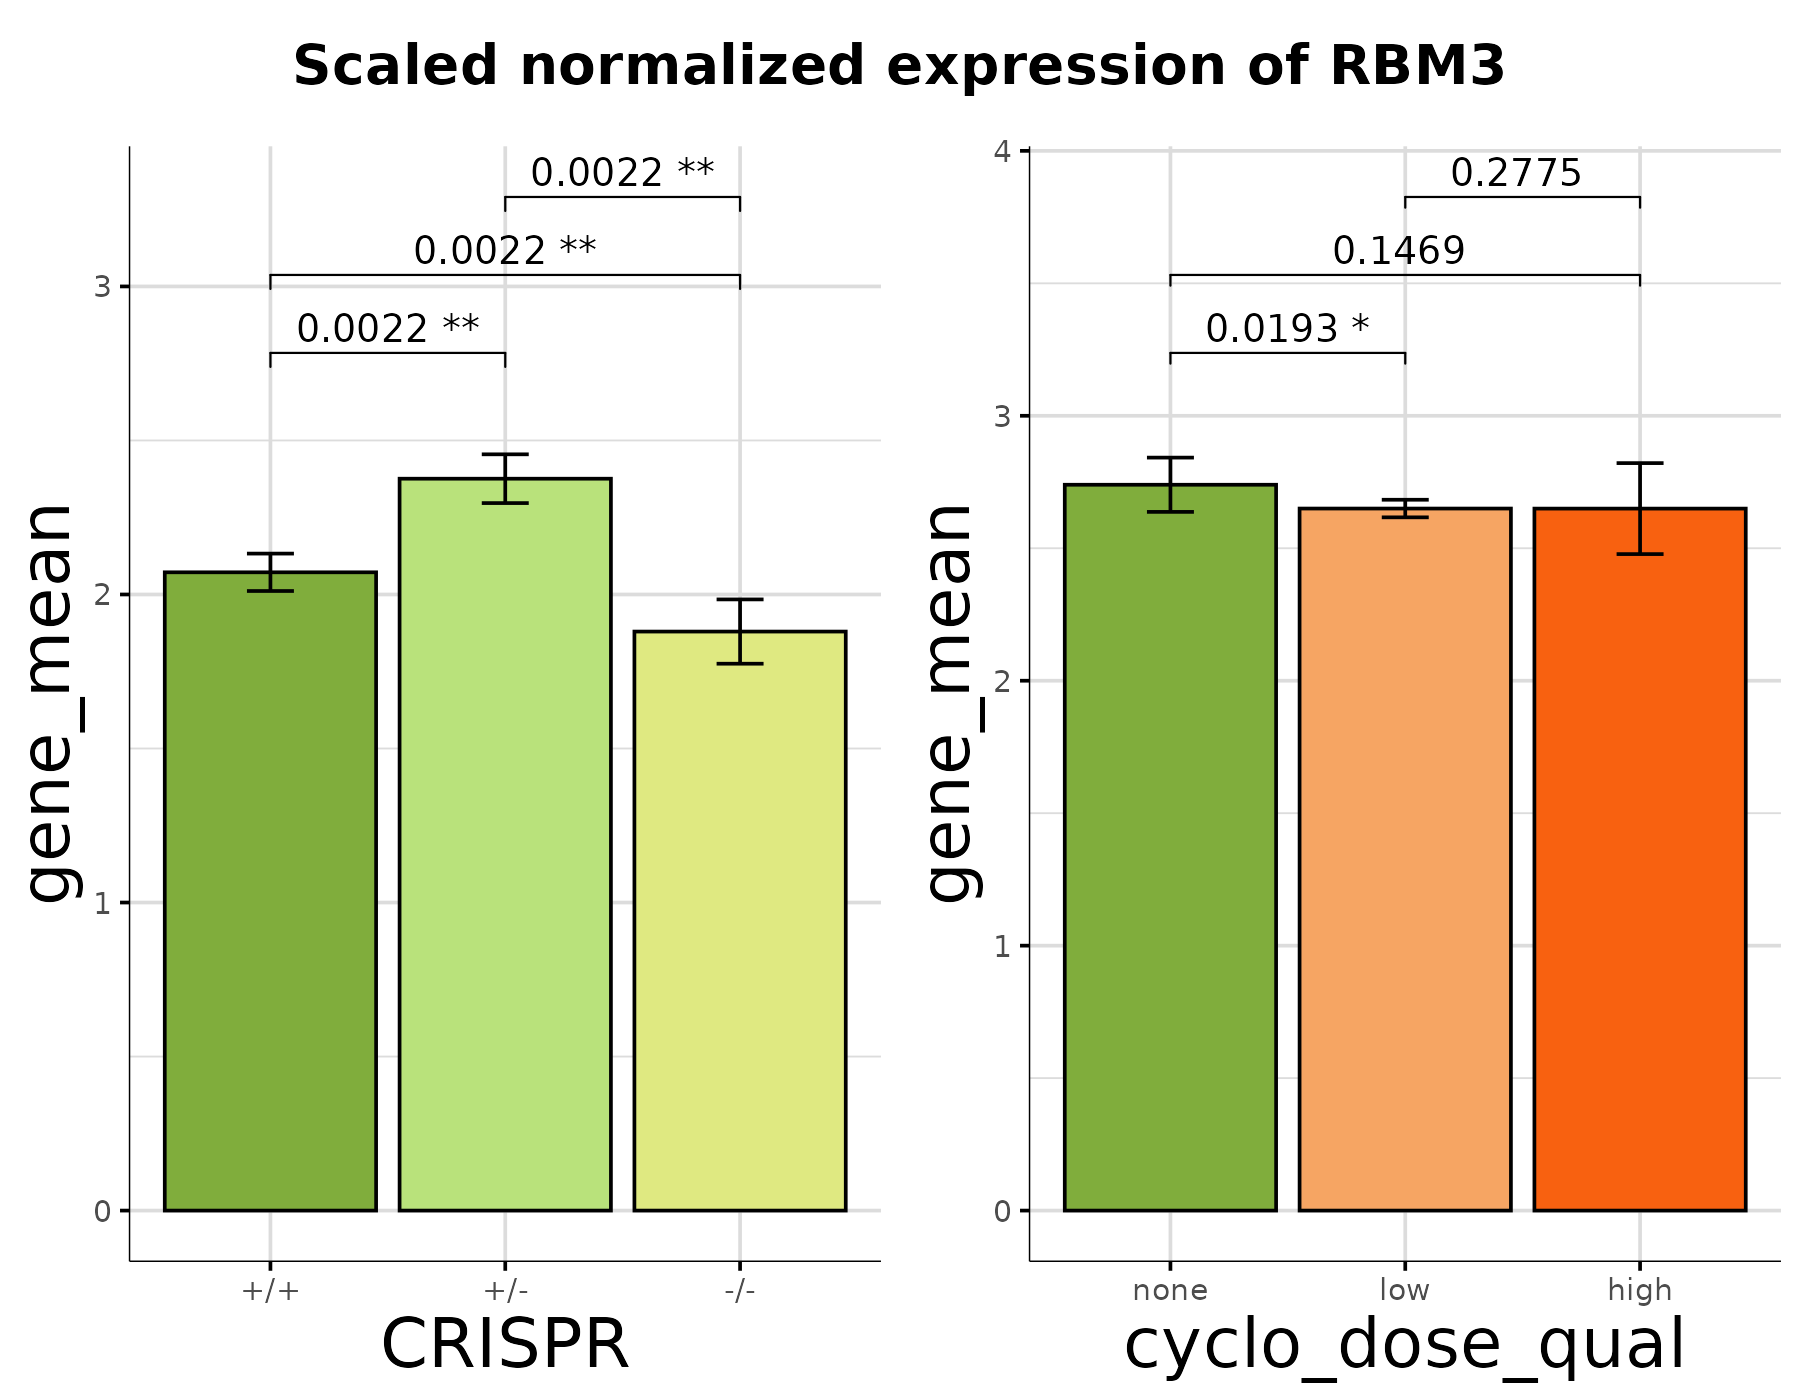 Scaled normalized expression of RBM3
gene_mean
3
2
1
0
0.0022 **
0.0022 **
0.0022 **
+/+ +/- -/-
CRISPR
gene_mean
4
3
2
1
0
0.2775
0.1469
0.0193 *
none low high
cyclo_dose_qual